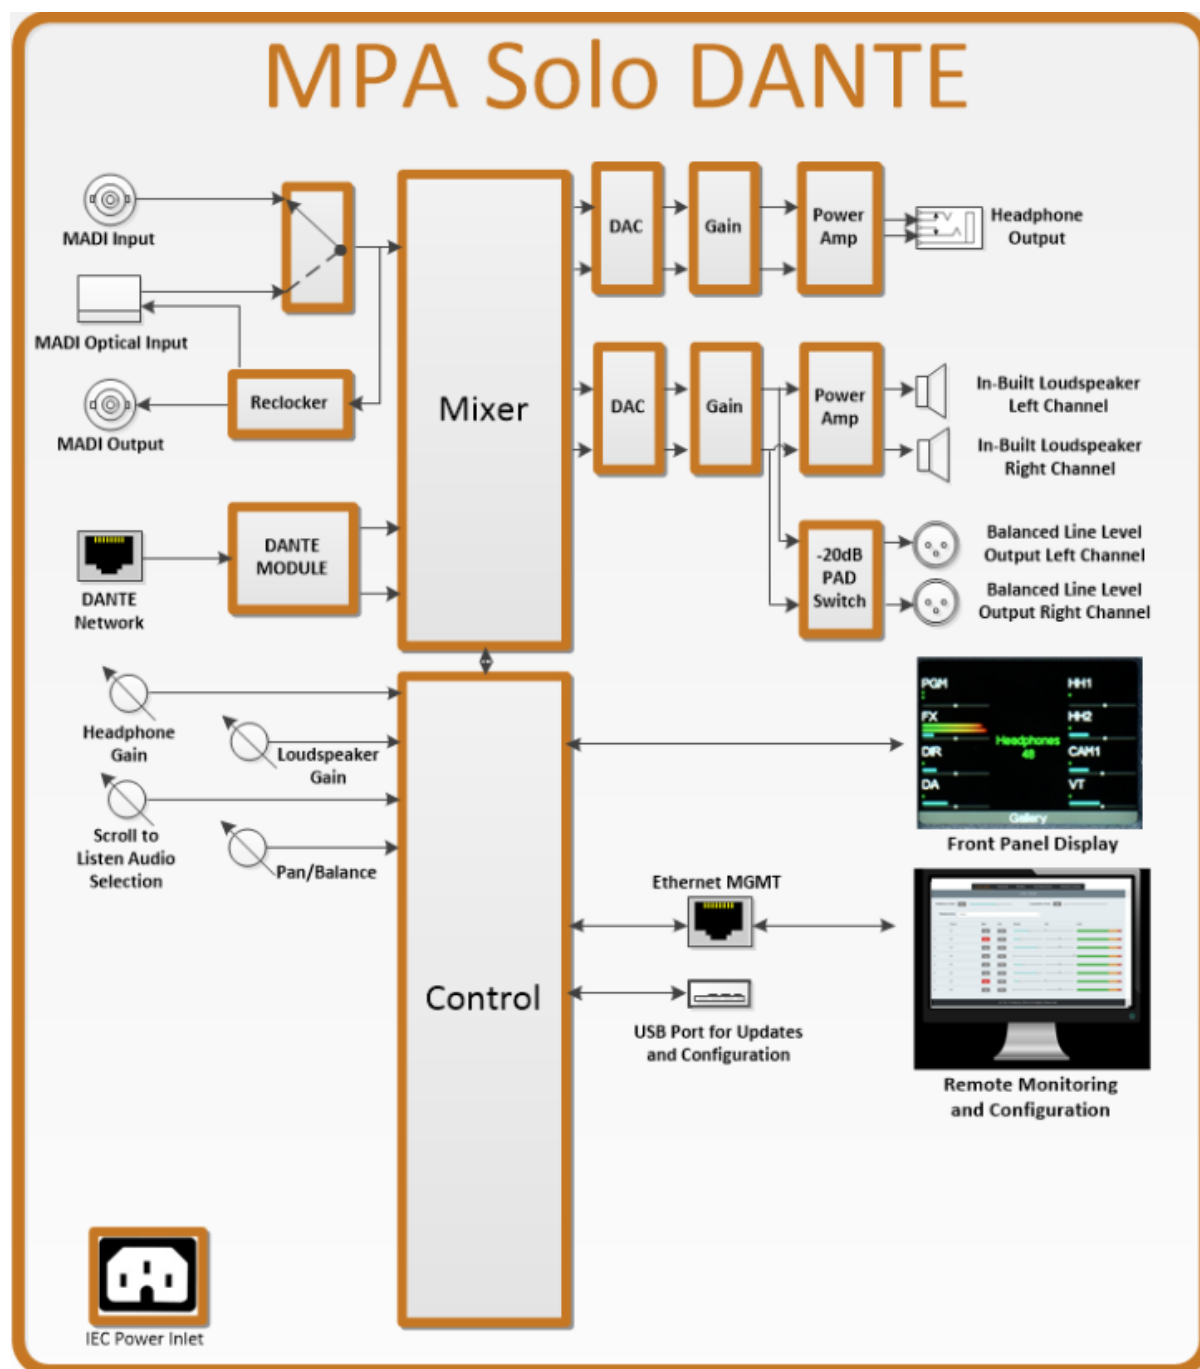 MPA Solo DANTE
MADI Input
MADI Optical Input
Reclocker
MADI Output
DANTE
MODULE
DANTE
Network
Mixer
DAC
Gain
Power
Amp
Headphone
Output
DAC
Gain
Power
Amp
In-Built Loudspeaker
Left Channel
In-Built Loudspeaker
Right Channel
-20dB
PAD
Switch
Balanced Line Level
Output Left Channel
Balanced Line Level
Output Right Channel
Headphone
Gain
Loudspeaker
Gain
Scroll to
Listen Audio
Selection
Pan/Balance
Control
PGM
HH1
FX
HH2
Headphones
48
DIR
CAM1
DA
VT
Gallery
Front Panel Display
Ethernet MGMT
USB Port for Updates
and Configuration
Remote Monitoring
and Configuration
IEC Power Inlet